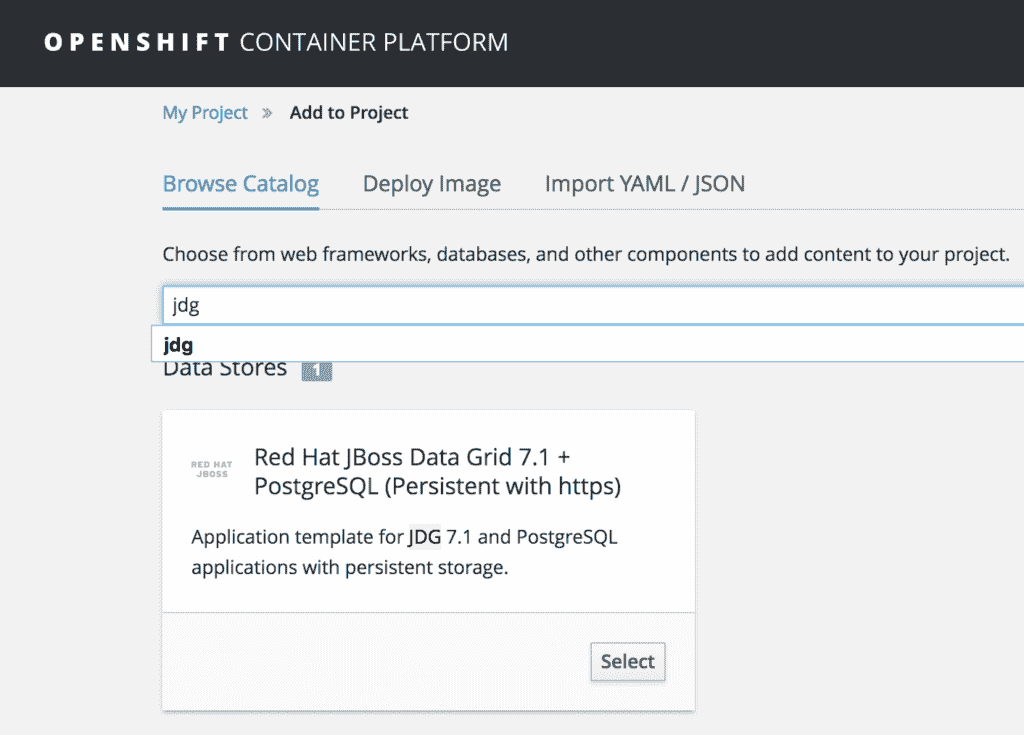 OPENSHIFT CONTAINER PLATFORM
My Project » Add to Project
Browse Catalog Deploy Image Import YAML / JSON
Choose from web frameworks, databases, and other components to add content to your project.
jdg
jdg
Data Stores 1
RED HAT
JBOSS
Red Hat JBoss Data Grid 7.1 +
PostgreSQL (Persistent with https)
Application template for JDG 7.1 and PostgreSQL
applications with persistent storage.
Select